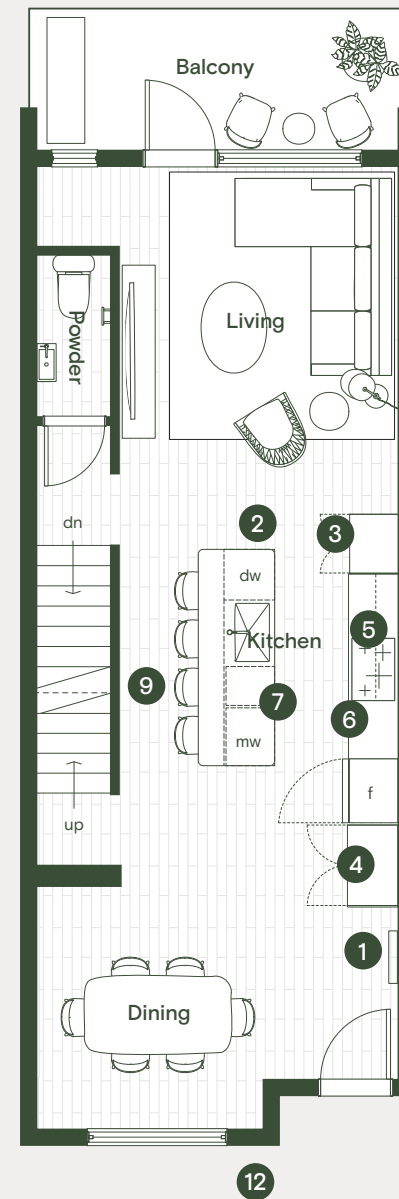 Balcony
Living
Powder
dn
2
3
dw
Kitchen
5
9
7
6
mw
f
up
4
1
Dining
12